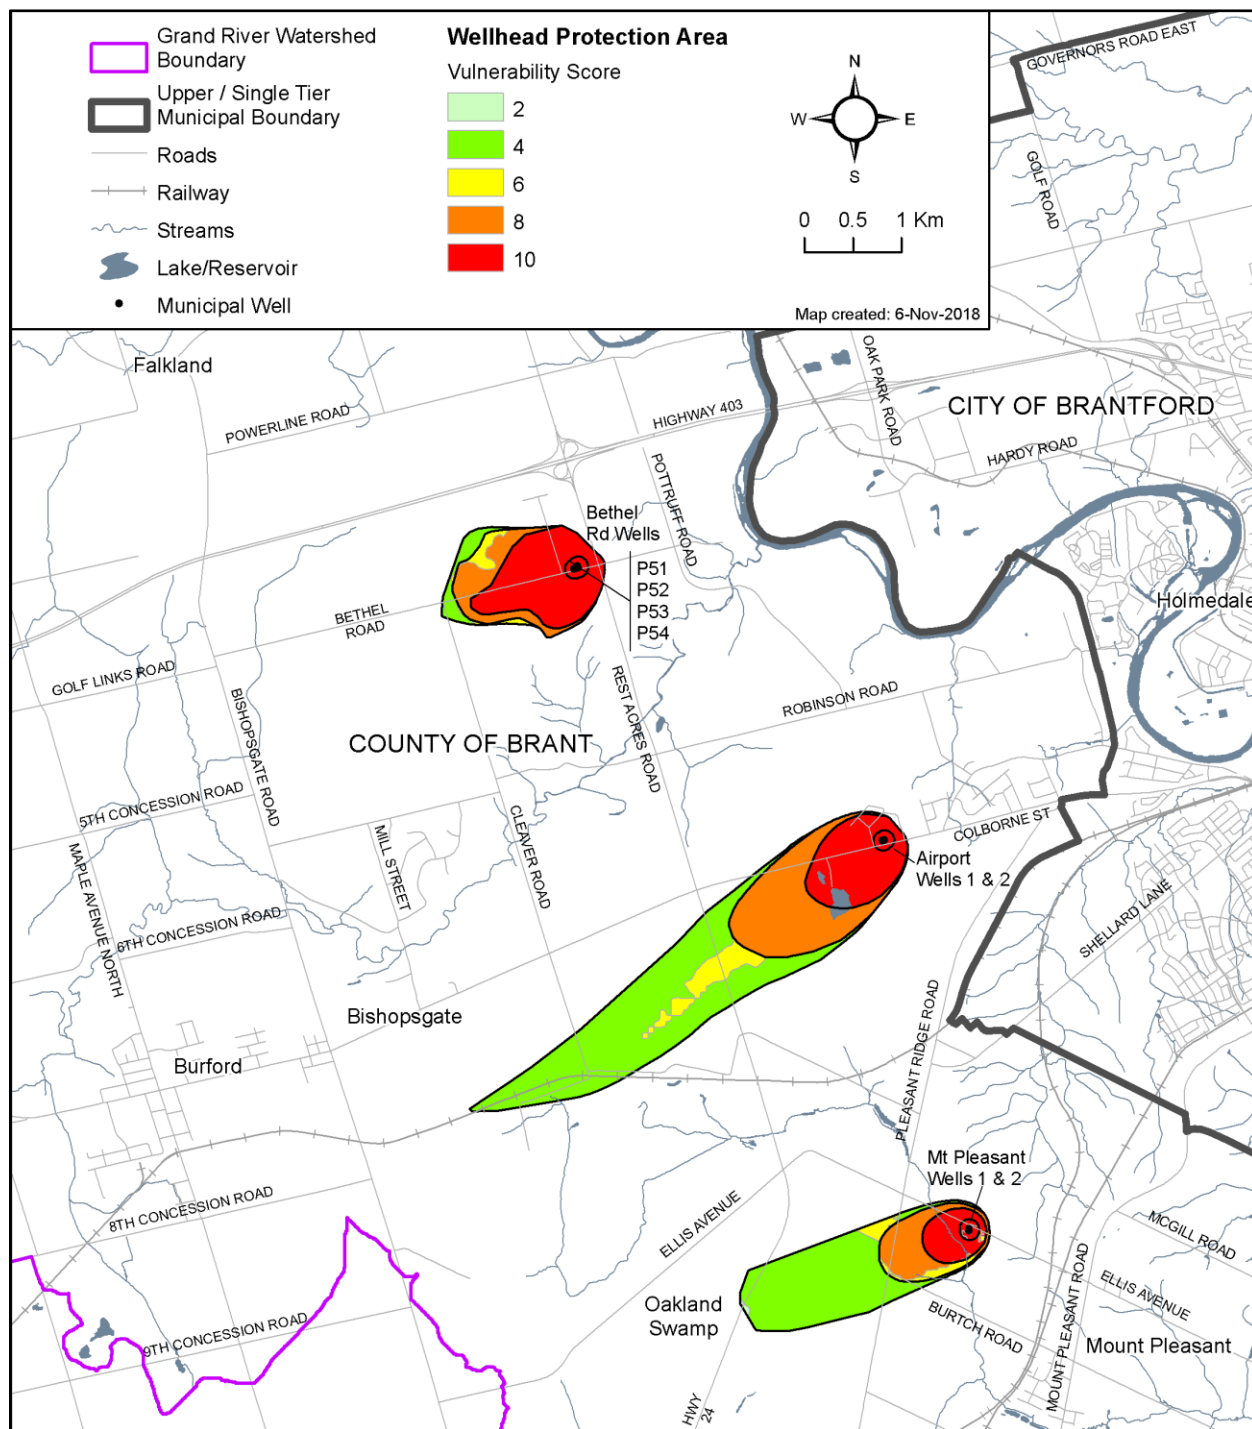 Grand River Watershed
Boundary
Upper / Single Tier
Municipal Boundary
Roads
Railway
Streams
Lake/Reservoir
Municipal Well
Wellhead Protection Area
Vulnerability Score
2
4
6
8
10
N
W
E
S
0 0.5 1 Km
Map created: 6-Nov-2018
GOVERNORS ROAD EAST
GOLF ROAD
Falkland
POWERLINE ROAD
HIGHWAY 403
OAK PARK ROAD
CITY OF BRANTFORD
HARDY ROAD
POTTRUFF ROAD
Bethel
Rd Wells
P51
P52
P53
P54
BETHEL
ROAD
Holmedale
GOLF LINKS ROAD
BISHOPSGATE ROAD
REST ACRES ROAD
ROBINSON ROAD
COUNTY OF BRANT
5TH CONCESSION ROAD
MAPLE AVENUE NORTH
MILL STREET
CLEAVER ROAD
COLBORNE ST
Airport
Wells 1 & 2
SHELLARD LANE
6TH CONCESSION ROAD
Bishopsgate
Burford
PLEASANT RIDGE ROAD
Mt Pleasant
Wells 1 & 2
8TH CONCESSION ROAD
ELLIS AVENUE
MCGILL ROAD
ELLIS AVENUE
Oakland
Swamp
BURTCH ROAD
MOUNT PLEASANT ROAD
Mount Pleasant
9TH CONCESSION ROAD
HWY
24